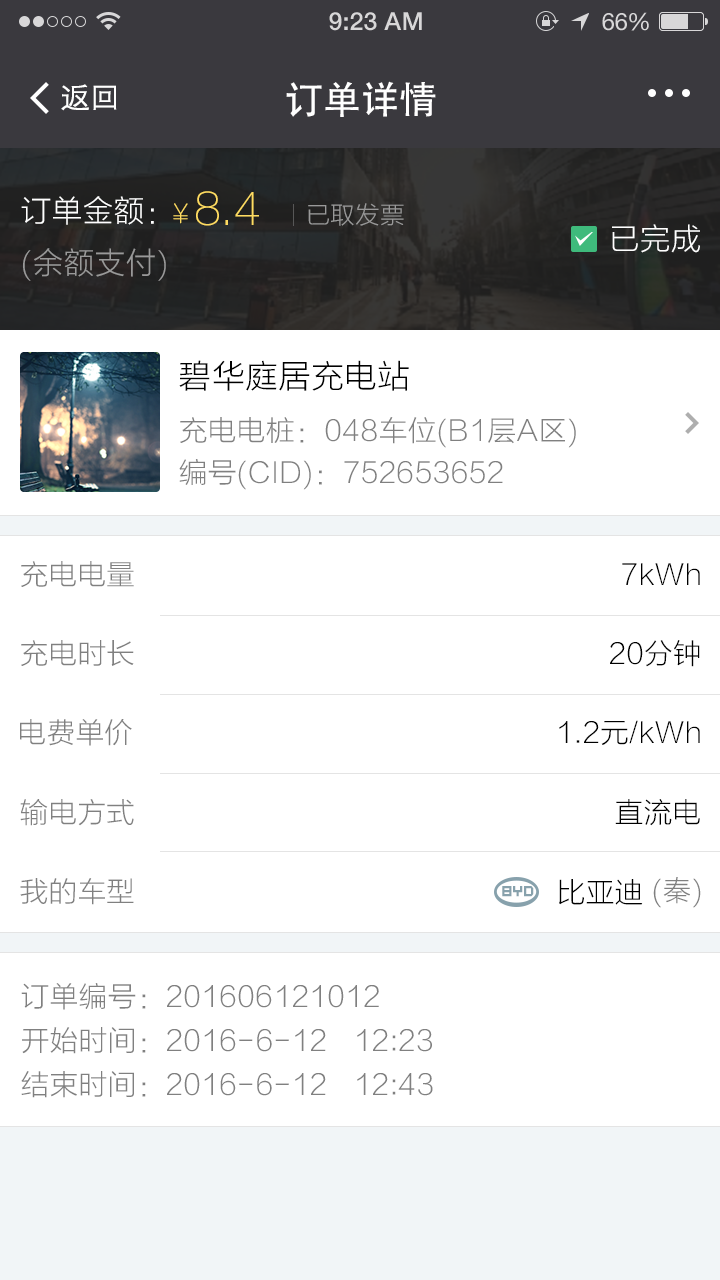 9:23 AM 66%
返回 订单详情
订单金额：¥8.4 已取发票
(余额支付)
已完成
碧华庭居充电站
充电电桩：048车位(B1层A区)
编号(CID)：752653652
充电电量 7kWh
充电时长 20分钟
电费单价 1.2元/kWh
输电方式 直流电
我的车型 BYD 比亚迪 (秦)
订单编号：201606121012
开始时间：2016-6-12 12:23
结束时间：2016-6-12 12:43